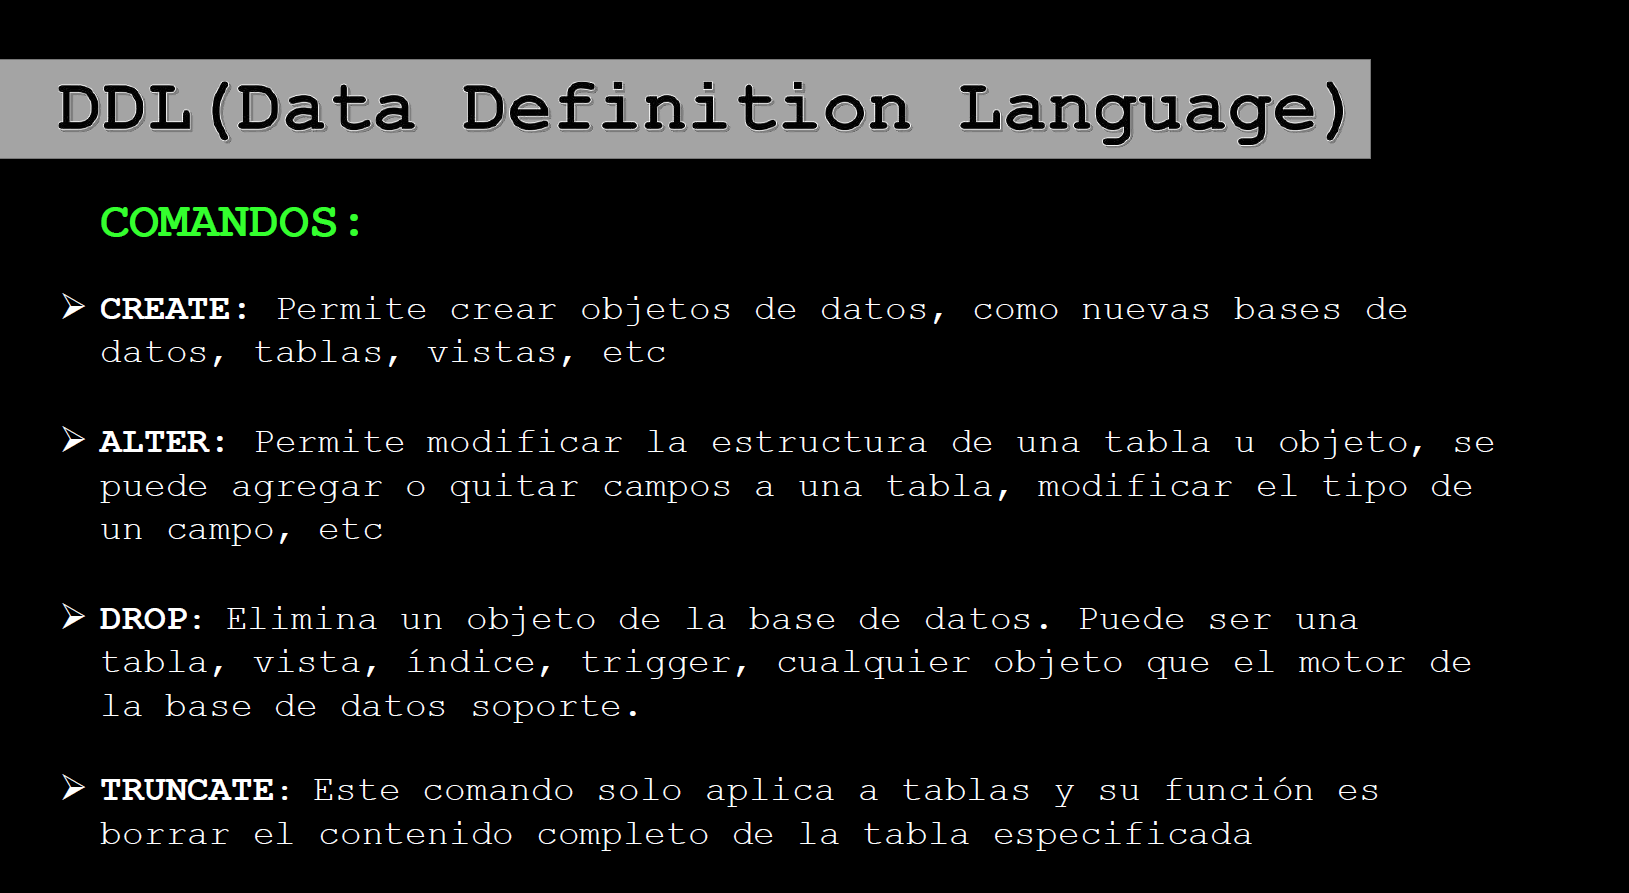 DDL(Data Definition Language)
COMANDOS:
➢ CREATE: Permite crear objetos de datos, como nuevas bases de
datos, tablas, vistas, etc
➢ ALTER: Permite modificar la estructura de una tabla u objeto, se
puede agregar o quitar campos a una tabla, modificar el tipo de
un campo, etc
➢ DROP: Elimina un objeto de la base de datos. Puede ser una
tabla, vista, índice, trigger, cualquier objeto que el motor de
la base de datos soporte.
➢ TRUNCATE: Este comando solo aplica a tablas y su función es
borrar el contenido completo de la tabla especificada